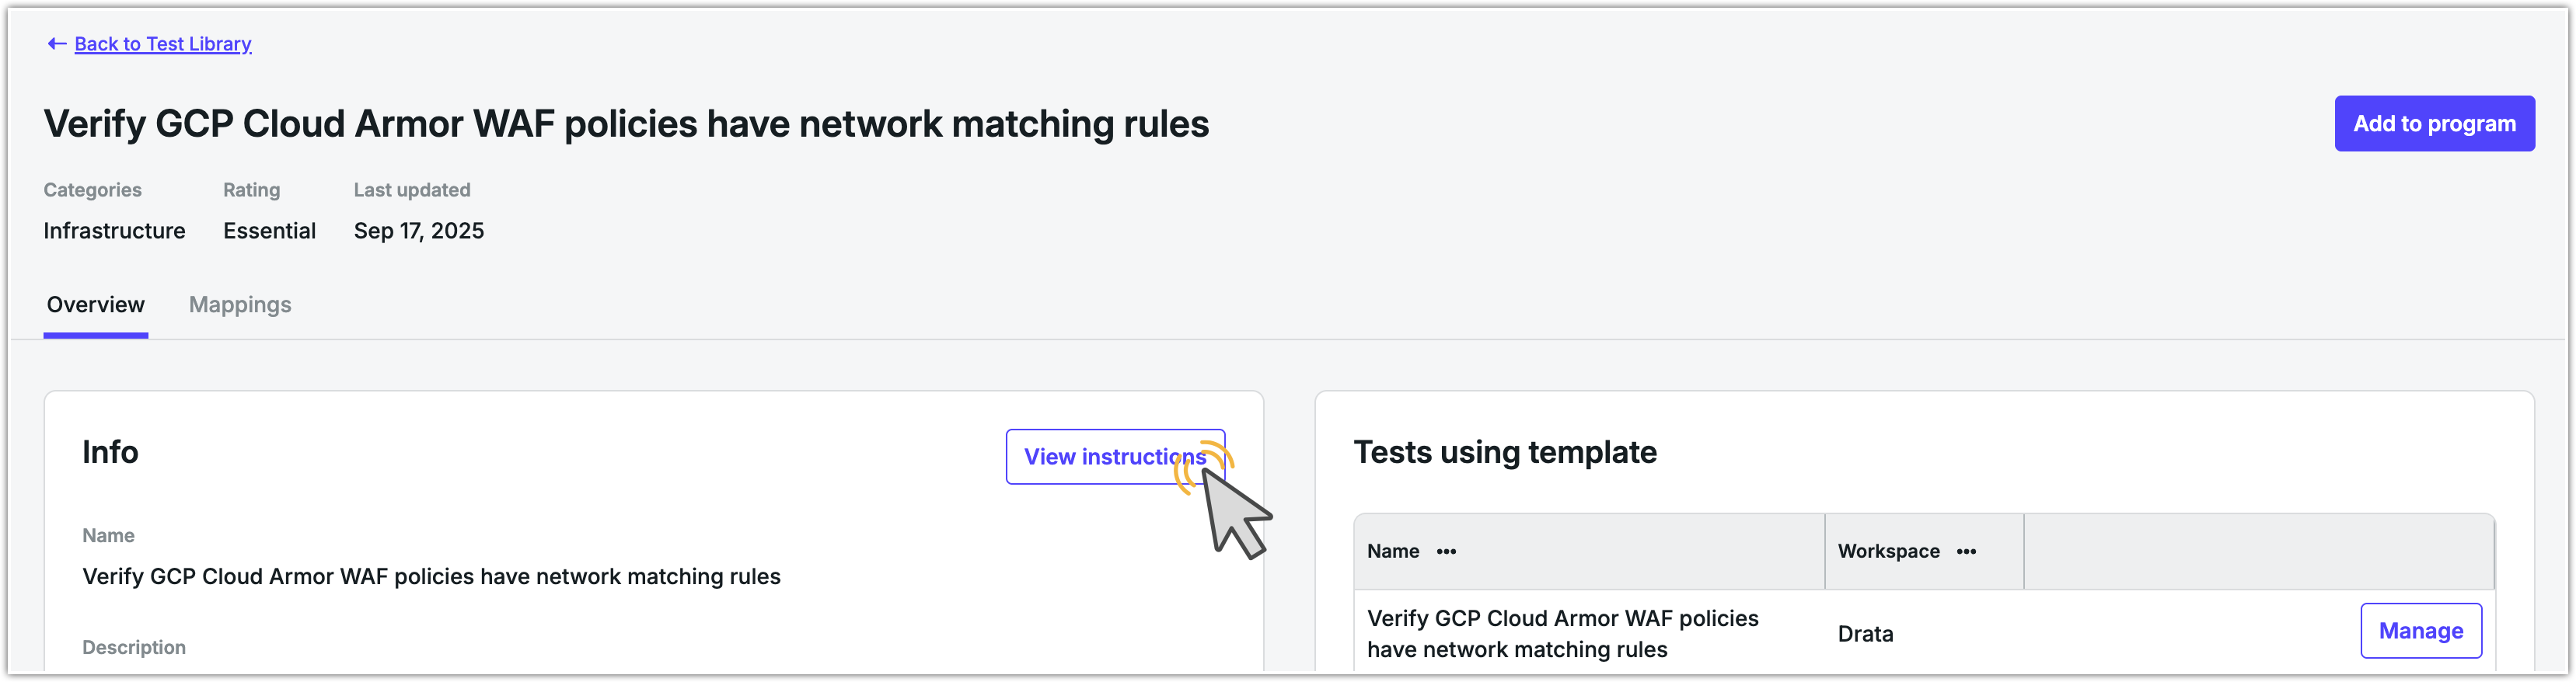 Back to Test Library
Verify GCP Cloud Armor WAF policies have network matching rules
Add to program
Categories
Rating
Last updated
Infrastructure
Essential
Sep 17, 2025
Overview
Mappings
Info
View instructions
Name
Verify GCP Cloud Armor WAF policies have network matching rules
Description
Tests using template
Name •••
Workspace •••
Verify GCP Cloud Armor WAF policies
have network matching rules
Drata
Manage